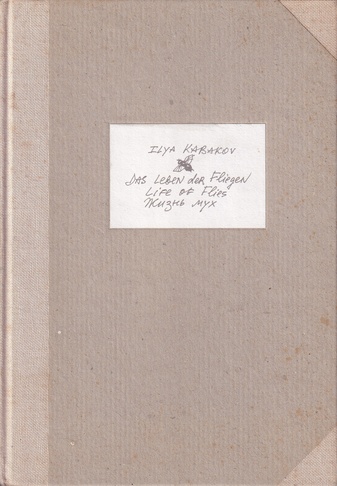 ILYA KABAKOV
DAS LEBEN der Fliegen
Life of Flies
Жизнь мух